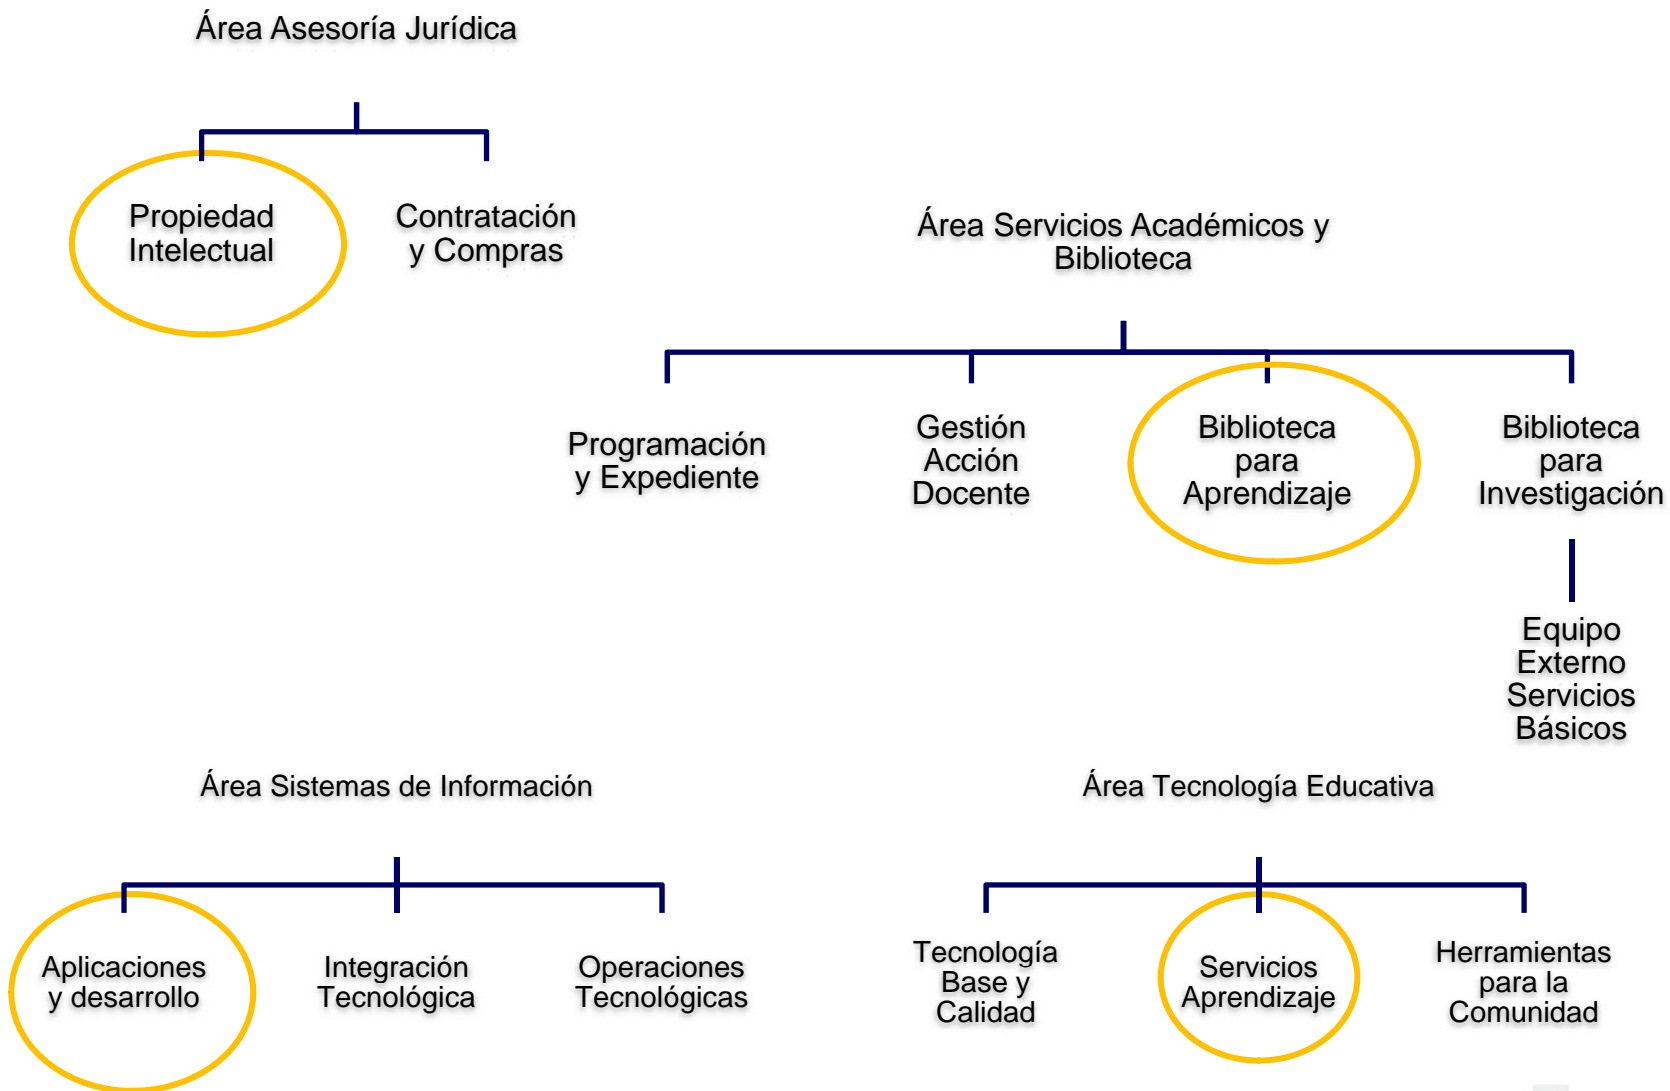 Área Asesoría Jurídica
Propiedad
Intelectual
Contratación
y Compras
Área Servicios Académicos y
Biblioteca
Programación
y Expediente
Gestión
Acción
Docente
Biblioteca
para
Aprendizaje
Biblioteca
para
Investigación
Equipo
Externo
Servicios
Básicos
Área Sistemas de Información
Aplicaciones
y desarrollo
Integración
Tecnológica
Operaciones
Tecnológicas
Área Tecnología Educativa
Tecnología
Base y
Calidad
Servicios
Aprendizaje
Herramientas
para la
Comunidad